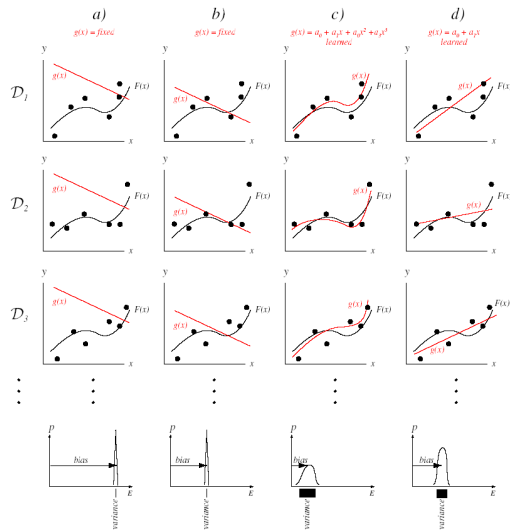 a) b) c) d)
g(x) = fixed g(x) = fixed g(x) = a₀ + a₁x + a₀x² +a₃x³ g(x) = a₀ + a₁x
learned learned
y y y y
D₁ g(x) F(x) g(x) F(x) g(x) F(x) g(x) F(x)
x x x x
y y y y
D₂ g(x) F(x) g(x) F(x) g(x) F(x) g(x) F(x)
x x x x
y y y y
D₃ g(x) F(x) g(x) F(x) g(x) F(x) g(x) F(x)
x x x x
p p p p
bias bias bias bias
E E E E
variance variance variance variance